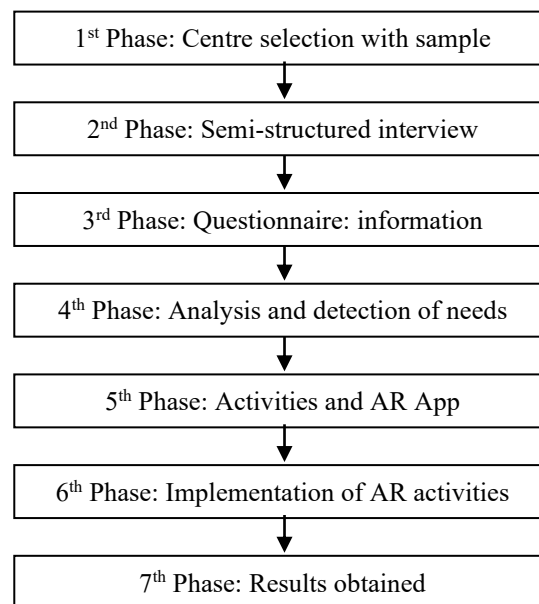 1st Phase: Centre selection with sample
2nd Phase: Semi-structured interview
3rd Phase: Questionnaire: information
4th Phase: Analysis and detection of needs
5th Phase: Activities and AR App
6th Phase: Implementation of AR activities
7th Phase: Results obtained